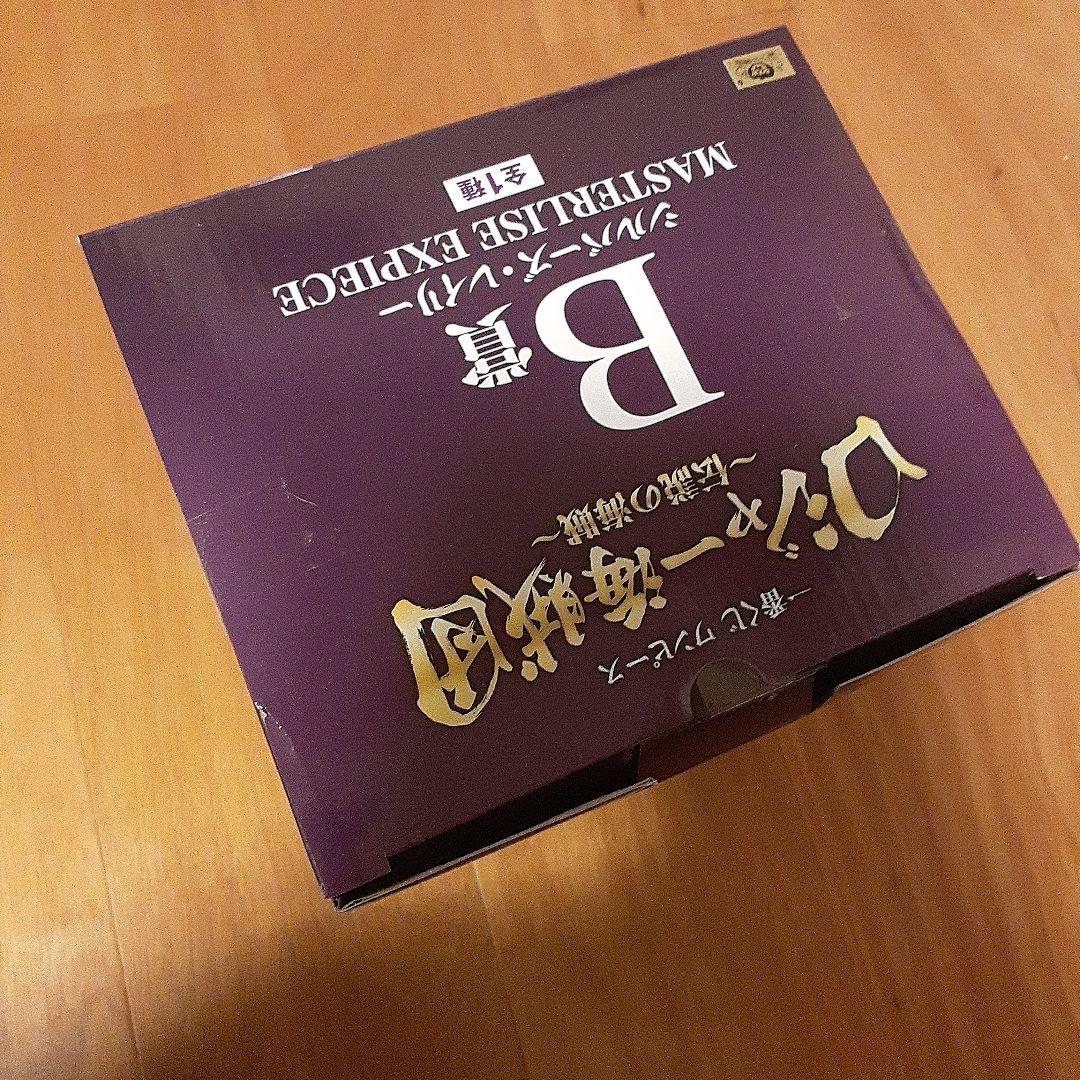 一番くじ ワンピース
ロジャー海賊団
～伝説の海賊～
B賞
シルバーズ・レイリー
MASTERLISE EXPIECE
全1種